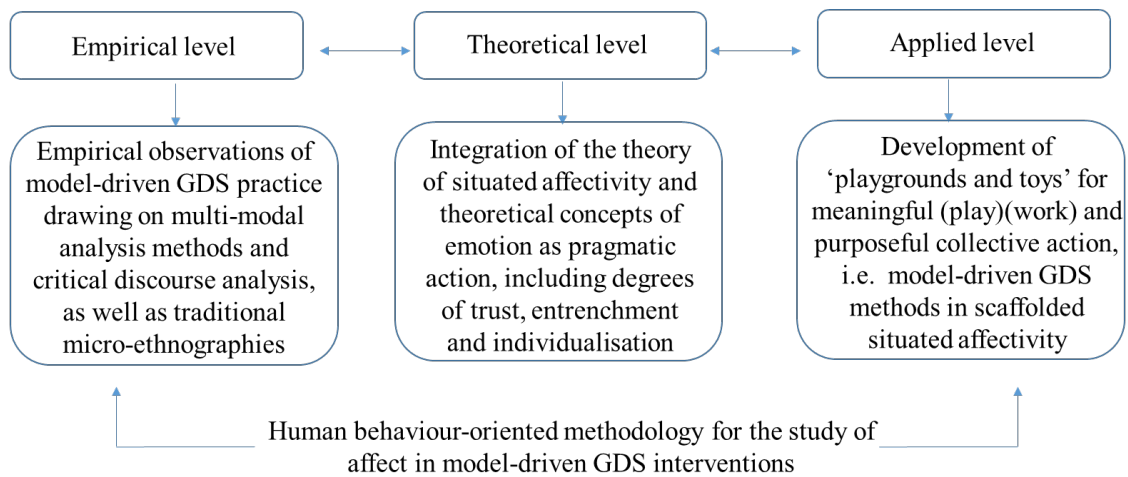 Empirical level
Theoretical level
Applied level
Empirical observations of
model-driven GDS practice
drawing on multi-modal
analysis methods and
critical discourse analysis,
as well as traditional
micro-ethnographies
Integration of the theory
of situated affectivity and
theoretical concepts of
emotion as pragmatic
action, including degrees
of trust, entrenchment
and individualisation
Development of
‘playgrounds and toys’ for
meaningful (play)(work) and
purposeful collective action,
i.e. model-driven GDS
methods in scaffolded
situated affectivity
Human behaviour-oriented methodology for the study of
affect in model-driven GDS interventions